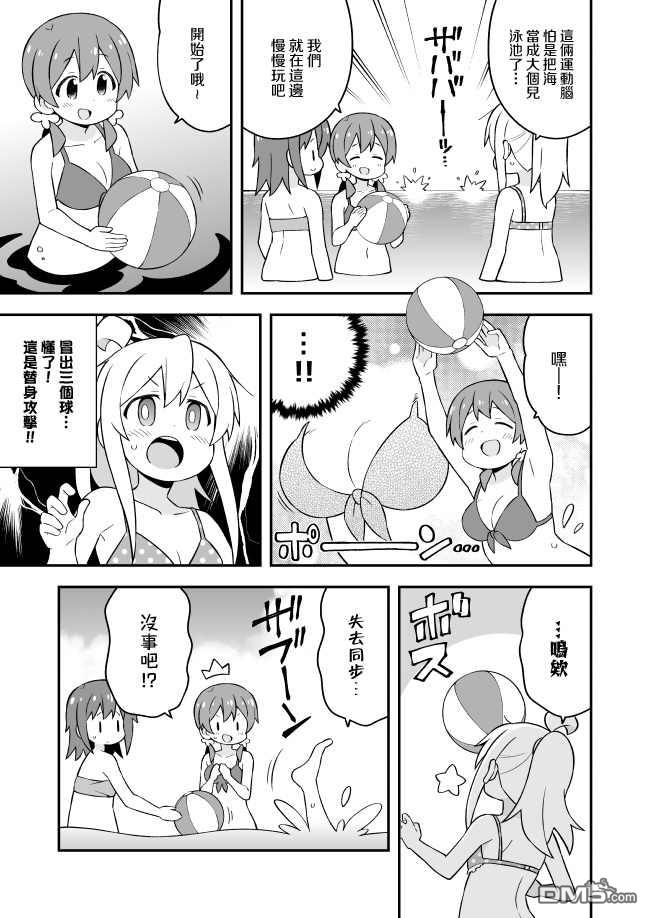 這倆運動腦
怕是把海
當成大個兒
泳池了…
ザババー…
我們
就在這邊
慢慢玩吧
開始了哦～
嘿—！
…!!
ポーーン…
冒出三個球…
懂了！
這是替身攻擊!!
…嗚欸
ボス
失去同步…
ザブーン
沒事吧!?
DM5.com